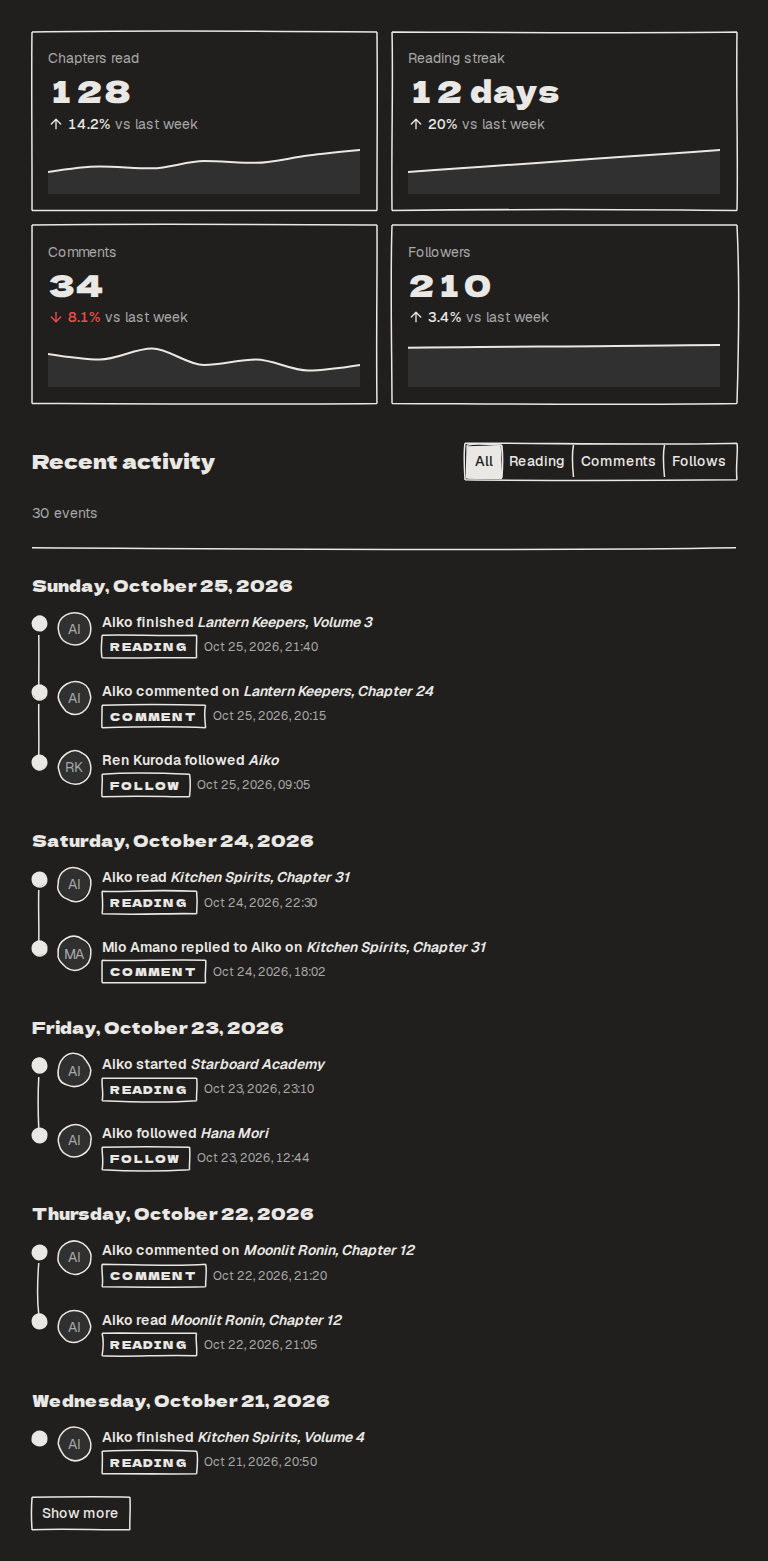 Chapters read
128
↑ 14.2% vs last week
Reading streak
12 days
↑ 20% vs last week
Comments
34
↓ 8.1% vs last week
Followers
210
↑ 3.4% vs last week
Recent activity
All Reading Comments Follows
30 events
Sunday, October 25, 2026
AI
Aiko finished Lantern Keepers, Volume 3
READING Oct 25, 2026, 21:40
AI
Aiko commented on Lantern Keepers, Chapter 24
COMMENT Oct 25, 2026, 20:15
RK
Ren Kuroda followed Aiko
FOLLOW Oct 25, 2026, 09:05
Saturday, October 24, 2026
AI
Aiko read Kitchen Spirits, Chapter 31
READING Oct 24, 2026, 22:30
MA
Mio Amano replied to Aiko on Kitchen Spirits, Chapter 31
COMMENT Oct 24, 2026, 18:02
Friday, October 23, 2026
AI
Aiko started Starboard Academy
READING Oct 23, 2026, 23:10
AI
Aiko followed Hana Mori
FOLLOW Oct 23, 2026, 12:44
Thursday, October 22, 2026
AI
Aiko commented on Moonlit Ronin, Chapter 12
COMMENT Oct 22, 2026, 21:20
AI
Aiko read Moonlit Ronin, Chapter 12
READING Oct 22, 2026, 21:05
Wednesday, October 21, 2026
AI
Aiko finished Kitchen Spirits, Volume 4
READING Oct 21, 2026, 20:50
Show more